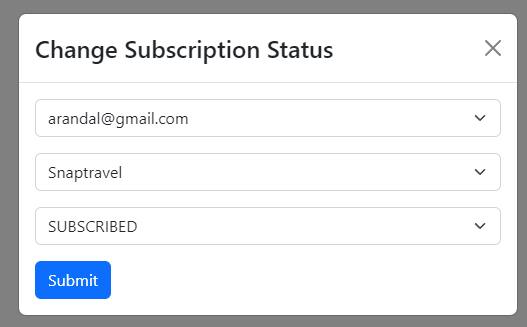 Change Subscription Status
arandal@gmail.com
Snaptravel
SUBSCRIBED
Submit